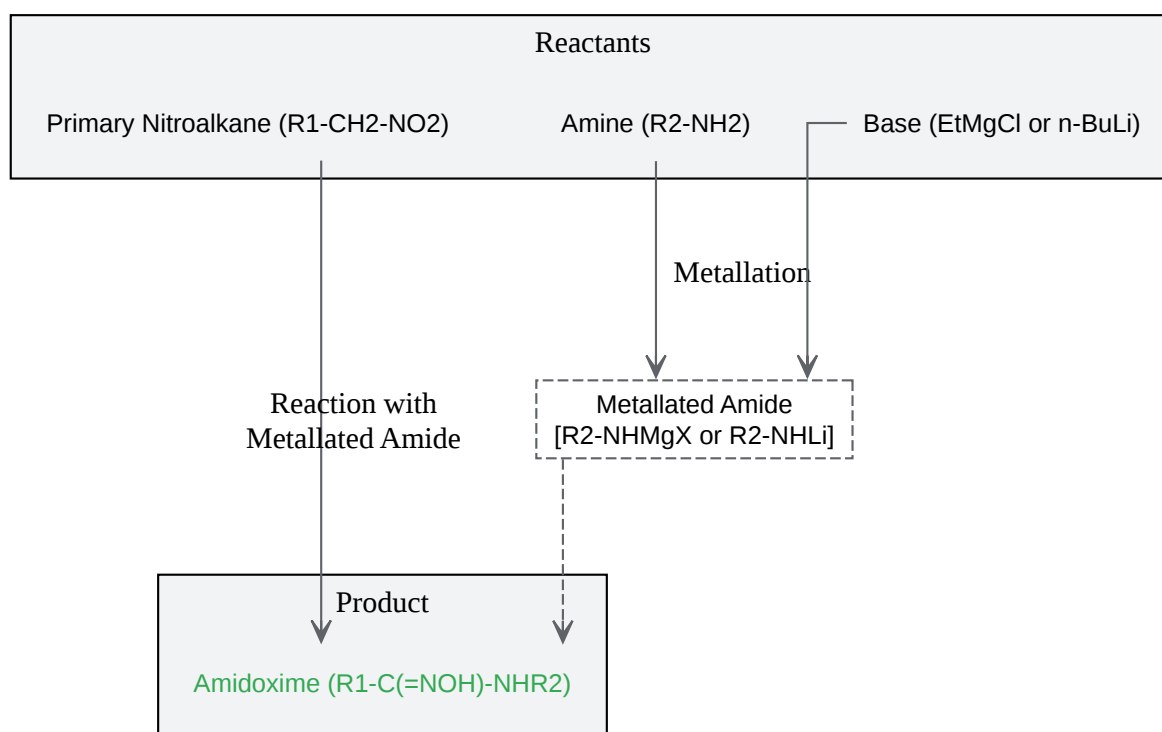 Reactants
Primary Nitroalkane (R1-CH2-NO2)
Amine (R2-NH2)
Base (EtMgCl or n-BuLi)
Metallation
Reaction with
Metallated Amide
Metallated Amide
[R2-NHMgX or R2-NHLi]
Product
Amidoxime (R1-C(=NOH)-NHR2)